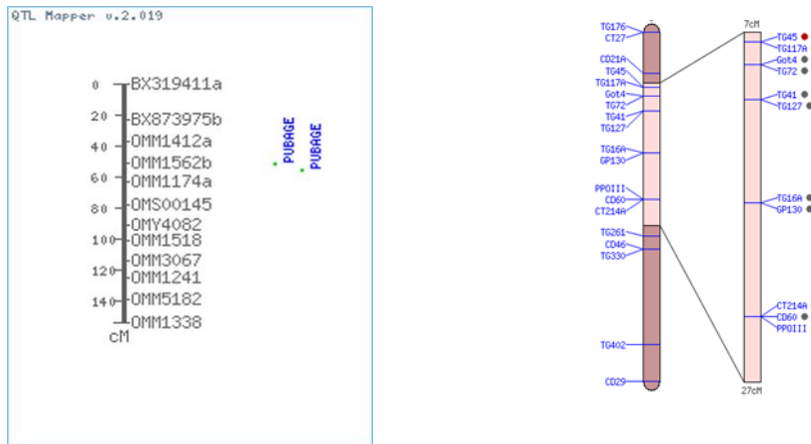 QTL Mapper v.2.019
0
BX319411a
20
BX873975b
40
OMM1412a
OMM1562b
60
OMM1174a
80
OMS00145
OMY4082
100
OMM1518
OMM3067
120
OMM1241
140
OMM5182
OMM1338
cM
PUBAGE
PUBAGE
TG176
CT27
CD21A
TG45
TG117A
Got4
TG72
TG41
TG127
TG16A
GP130
PPOIII
CD60
CT214A
TG261
CD46
TG330
TG402
CD29
7cM
TG45
TG117A
Got4
TG72
TG41
TG127
TG16A
GP130
CT214A
CD60
PPOIII
27cM